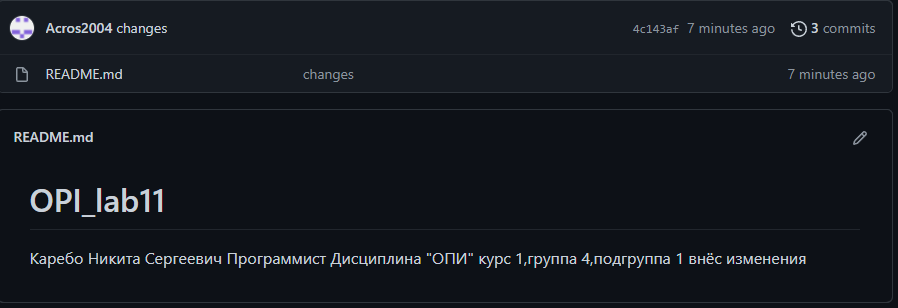 Acros2004 changes 4c143af 7 minutes ago 3 commits
README.md changes 7 minutes ago
README.md
OPI_lab11
Каребо Никита Сергеевич Программист Дисциплина "ОПИ" курс 1,группа 4,подгруппа 1 внёс изменения